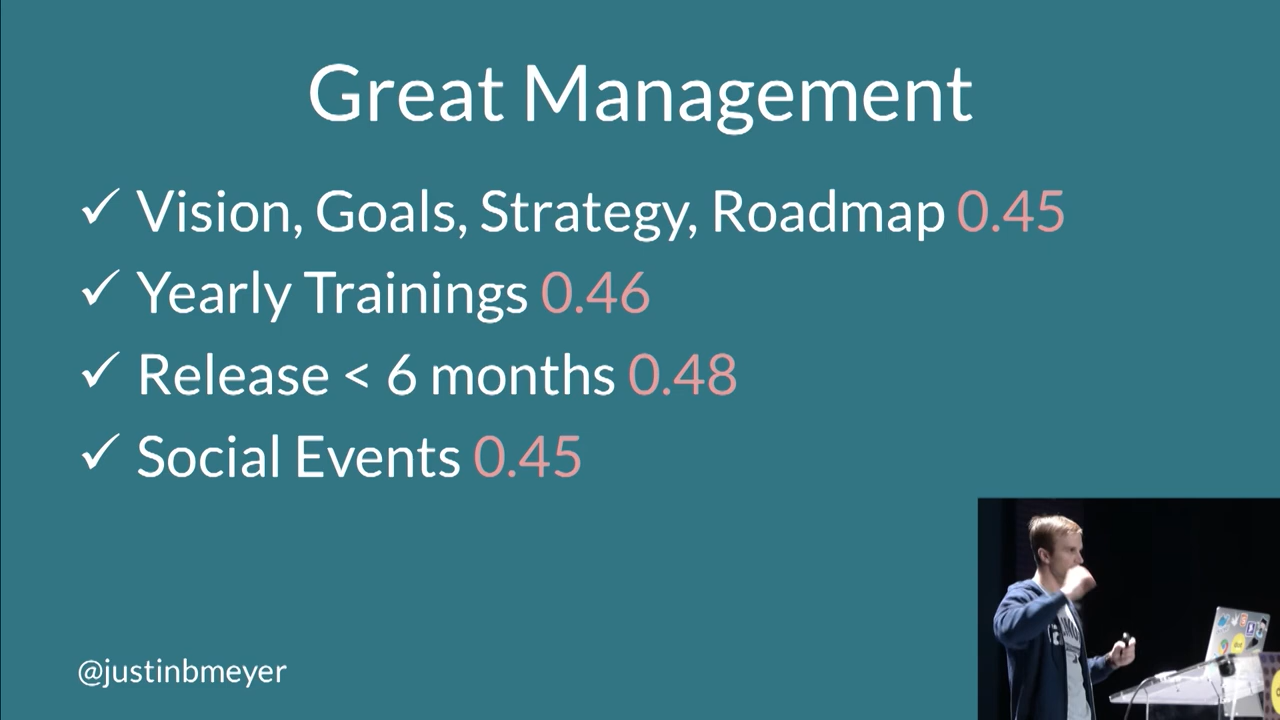 Great Management
✓ Vision, Goals, Strategy, Roadmap 0.45
✓ Yearly Trainings 0.46
✓ Release < 6 months 0.48
✓ Social Events 0.45
@justinbmeyer